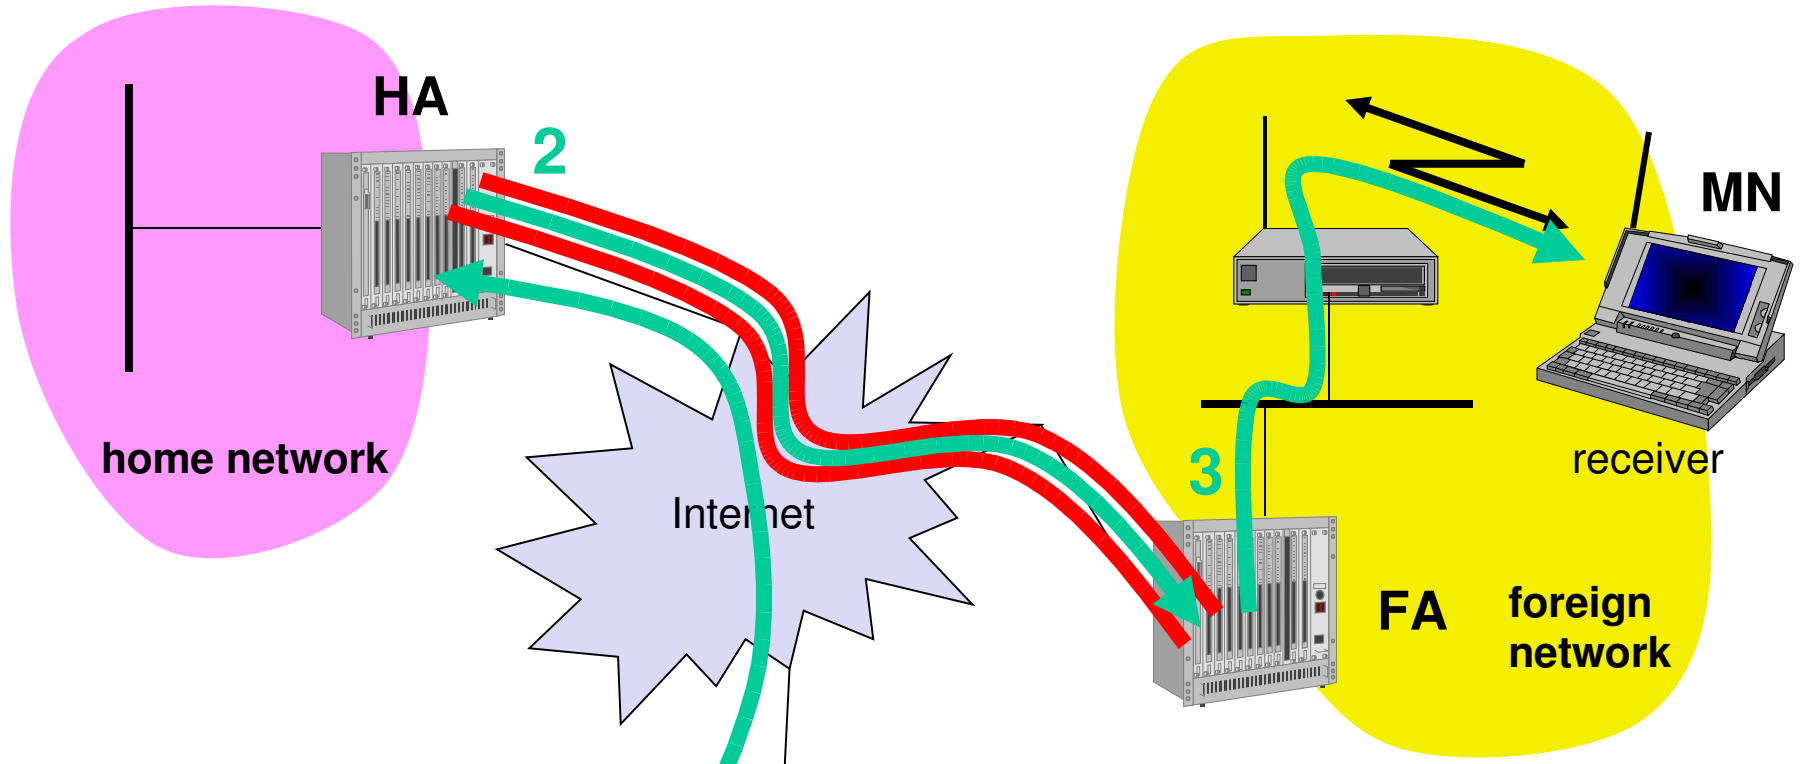 HA
2
MN
home network
receiver
3
Internet
FA
foreign
network